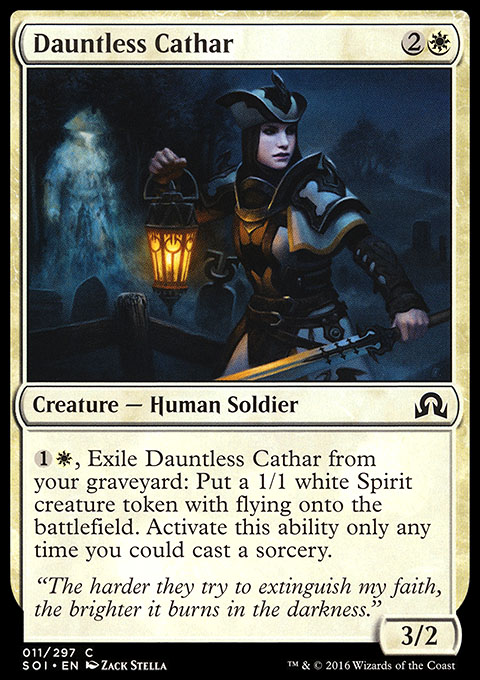 Dauntless Cathar 2
Creature — Human Soldier
1, Exile Dauntless Cathar from
your graveyard: Put a 1/1 white Spirit
creature token with flying onto the
battlefield. Activate this ability only any
time you could cast a sorcery.
“The harder they try to extinguish my faith,
the brighter it burns in the darkness.”
3/2
011/297 C
SOI • EN Zack Stella
™ & © 2016 Wizards of the Coast